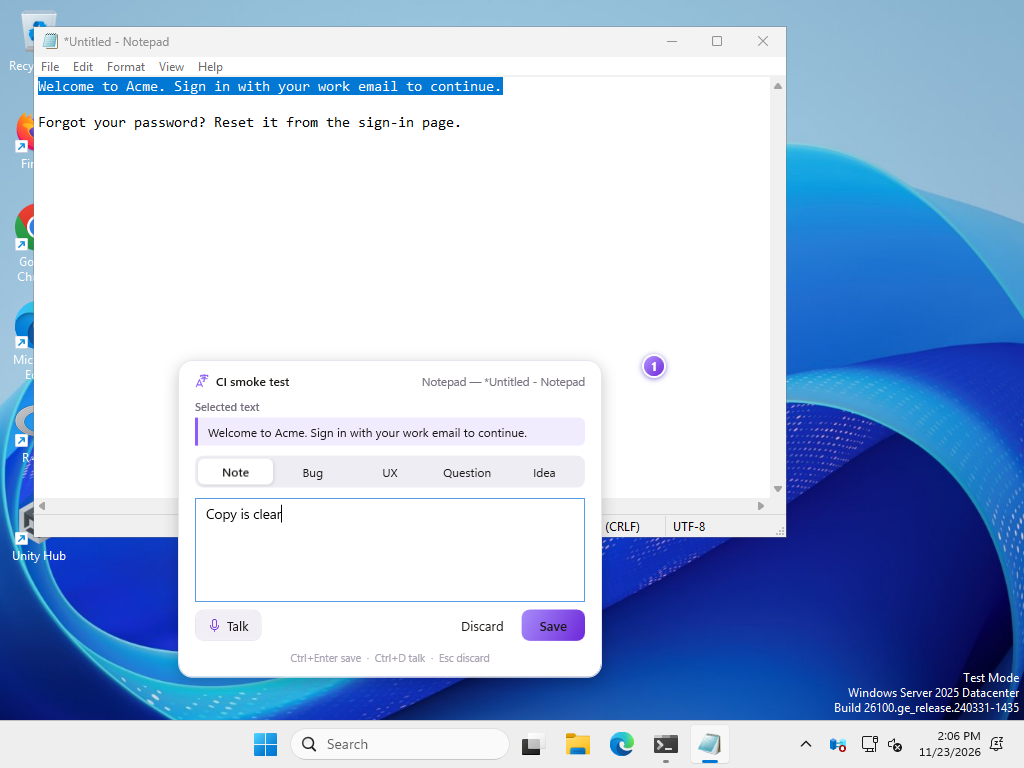 *Untitled - Notepad
File Edit Format View Help
Welcome to Acme. Sign in with your work email to continue.
Forgot your password? Reset it from the sign-in page.
1
CI smoke test
Notepad — *Untitled - Notepad
Selected text
Welcome to Acme. Sign in with your work email to continue.
Note Bug UX Question Idea
Copy is clear
Talk Discard Save
Ctrl+Enter save · Ctrl+D talk · Esc discard
(CRLF) UTF-8
Unity Hub
Test Mode
Windows Server 2025 Datacenter
Build 26100.ge_release.240331-1435
Search
2:06 PM
11/23/2026